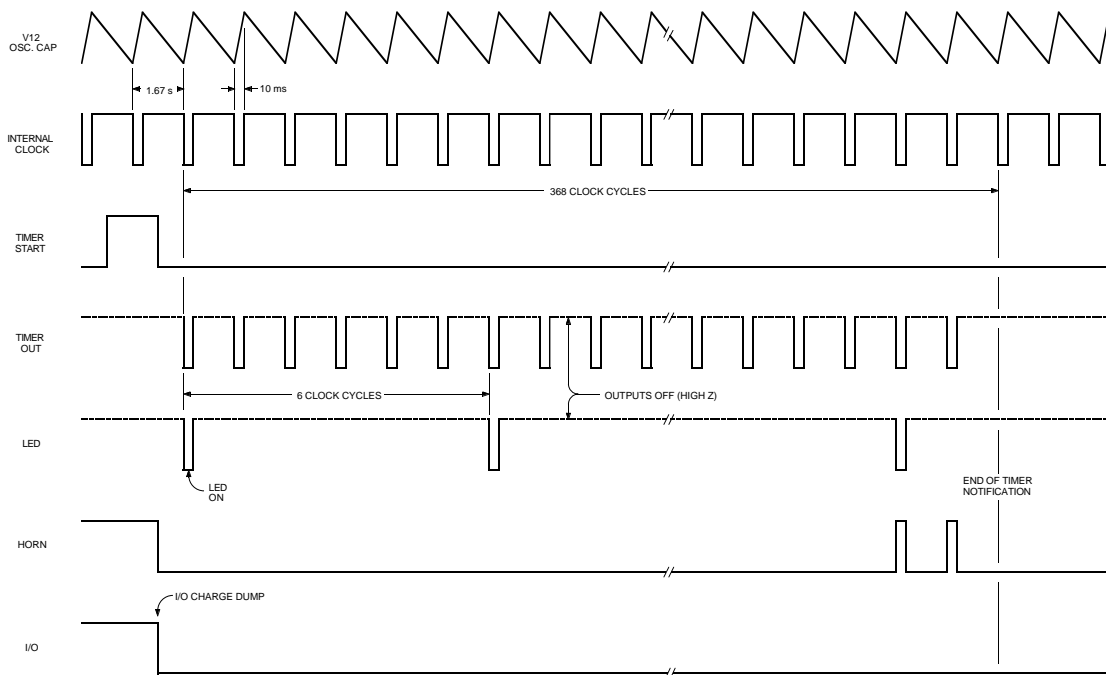 V12
OSC. CAP
1.67 s
10 ms
INTERNAL
CLOCK
368 CLOCK CYCLES
TIMER
START
TIMER
OUT
6 CLOCK CYCLES
OUTPUTS OFF (HIGH Z)
LED
LED
ON
END OF TIMER
NOTIFICATION
HORN
I/O CHARGE DUMP
I/O